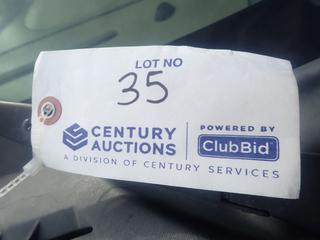 LOT NO
35
CENTURY AUCTIONS
POWERED BY
ClubBid
A DIVISION OF CENTURY SERVICES